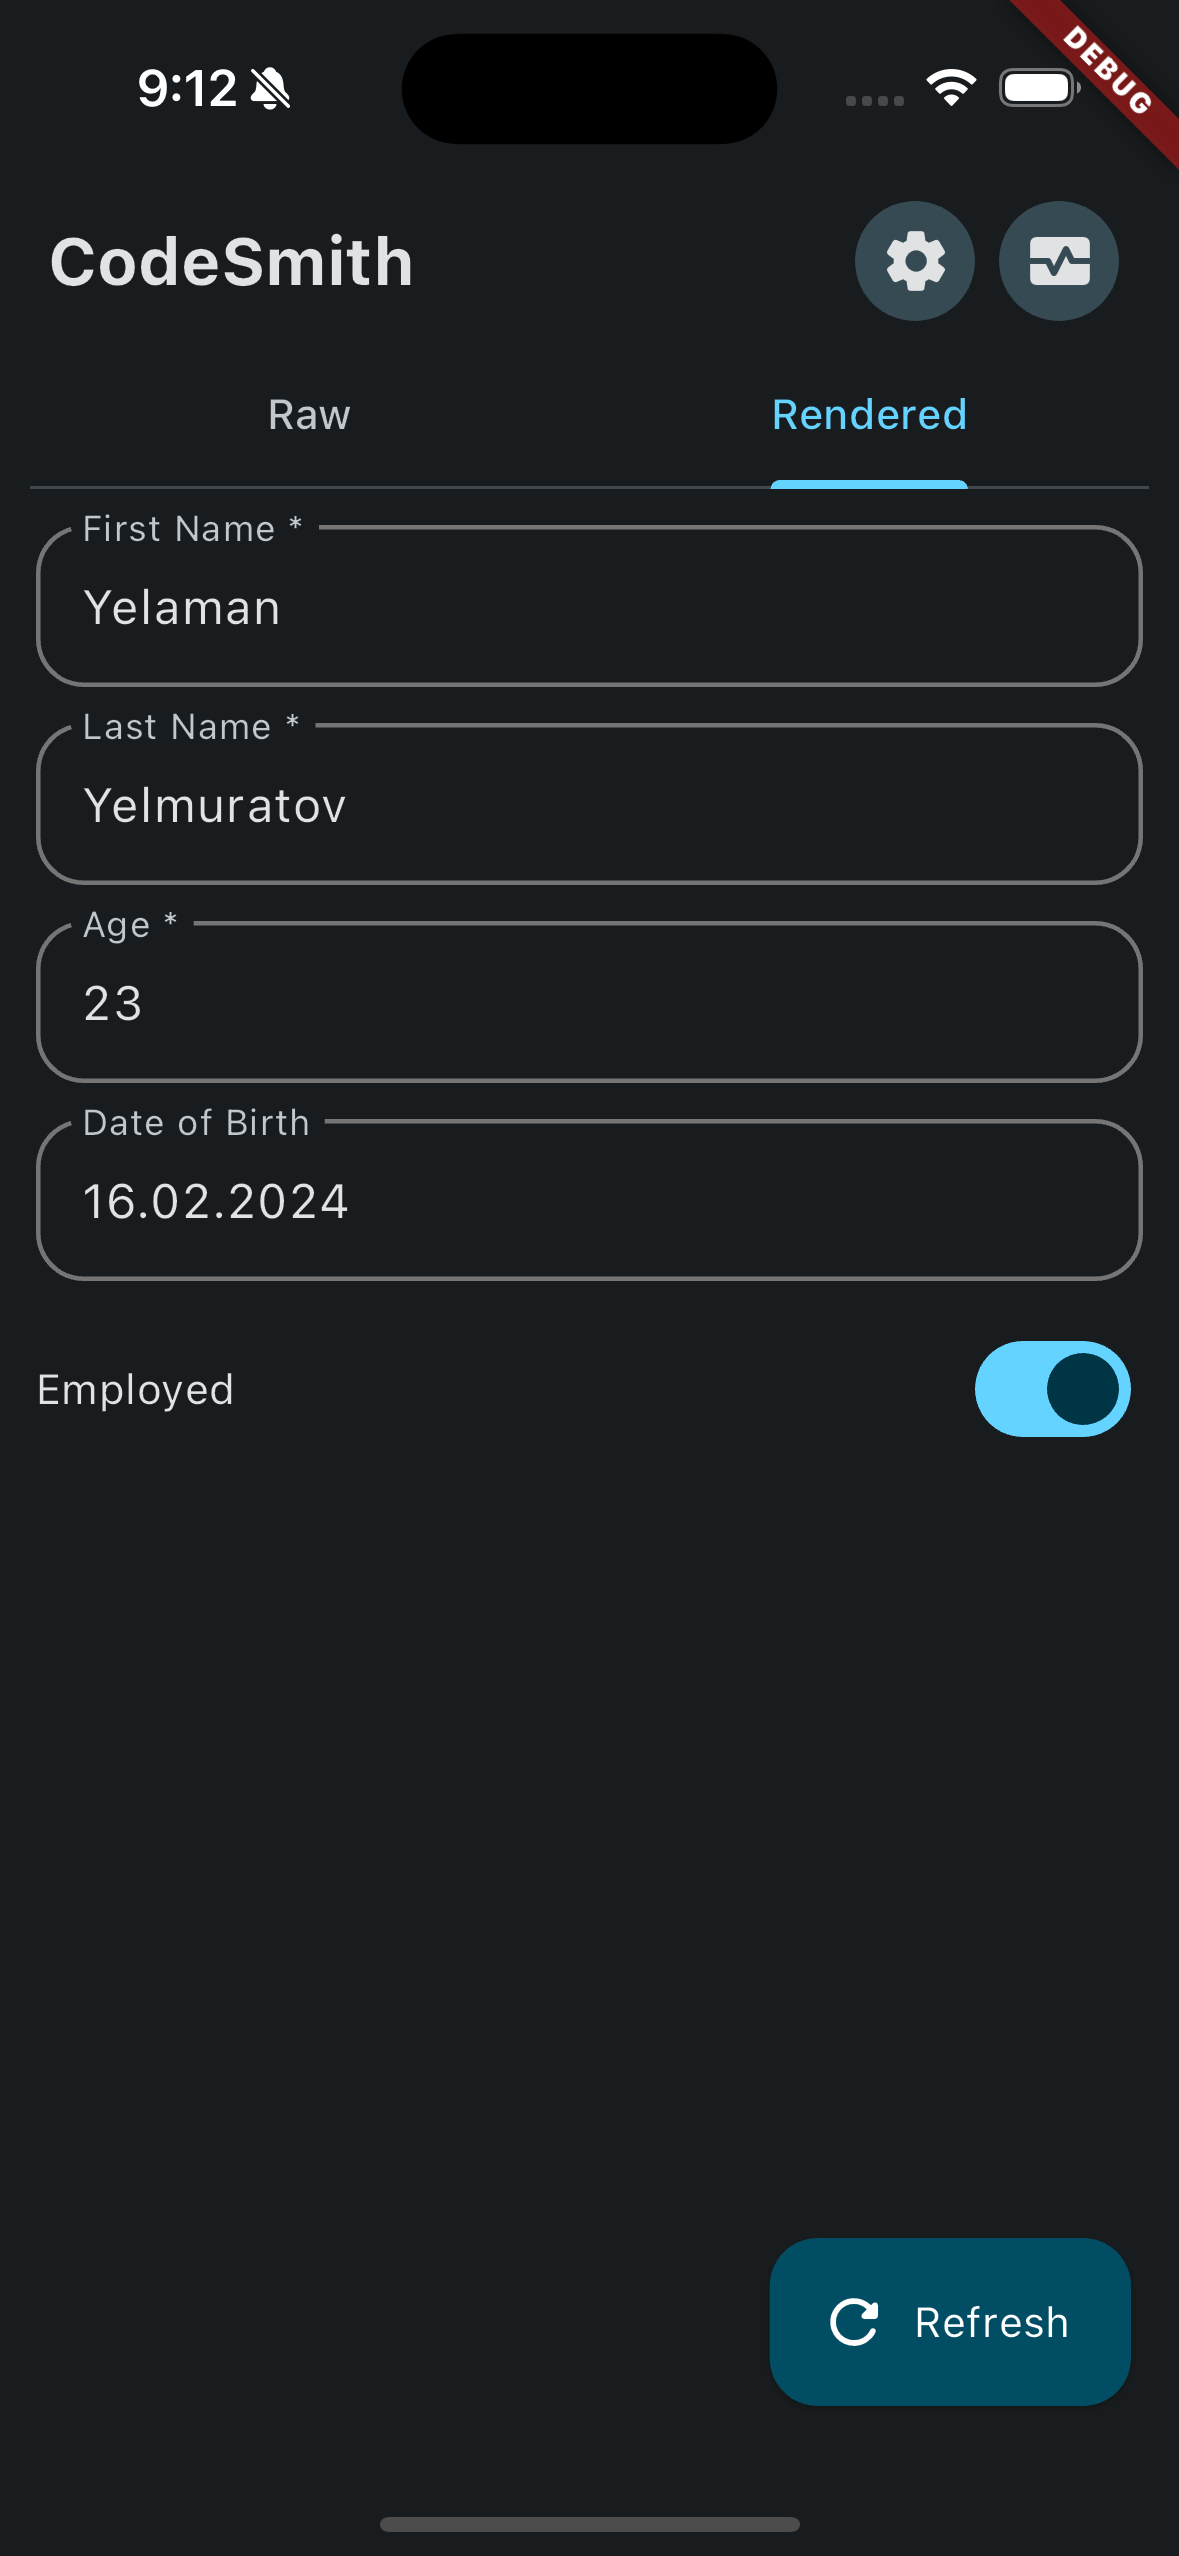 9:12
DEBUG
CodeSmith
Raw
Rendered
First Name *
Yelaman
Last Name *
Yelmuratov
Age *
23
Date of Birth
16.02.2024
Employed
Refresh